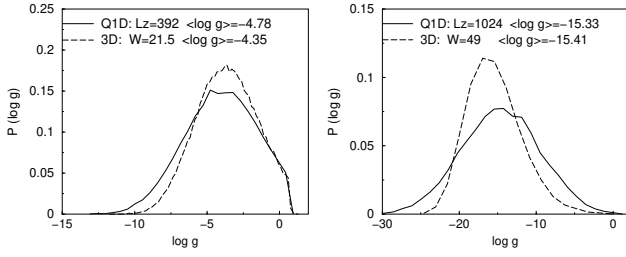 0.25
0.2
0.15
0.1
0.05
0
P (log g)
Q1D: Lz=392 <log g>=−4.78
3D: W=21.5 <log g>=−4.35
−15 −10 −5 0
log g
0.15
0.1
0.05
0
P (log g)
Q1D: Lz=1024 <log g>=−15.33
3D: W=49 <log g>=−15.41
−30 −20 −10 0
log g